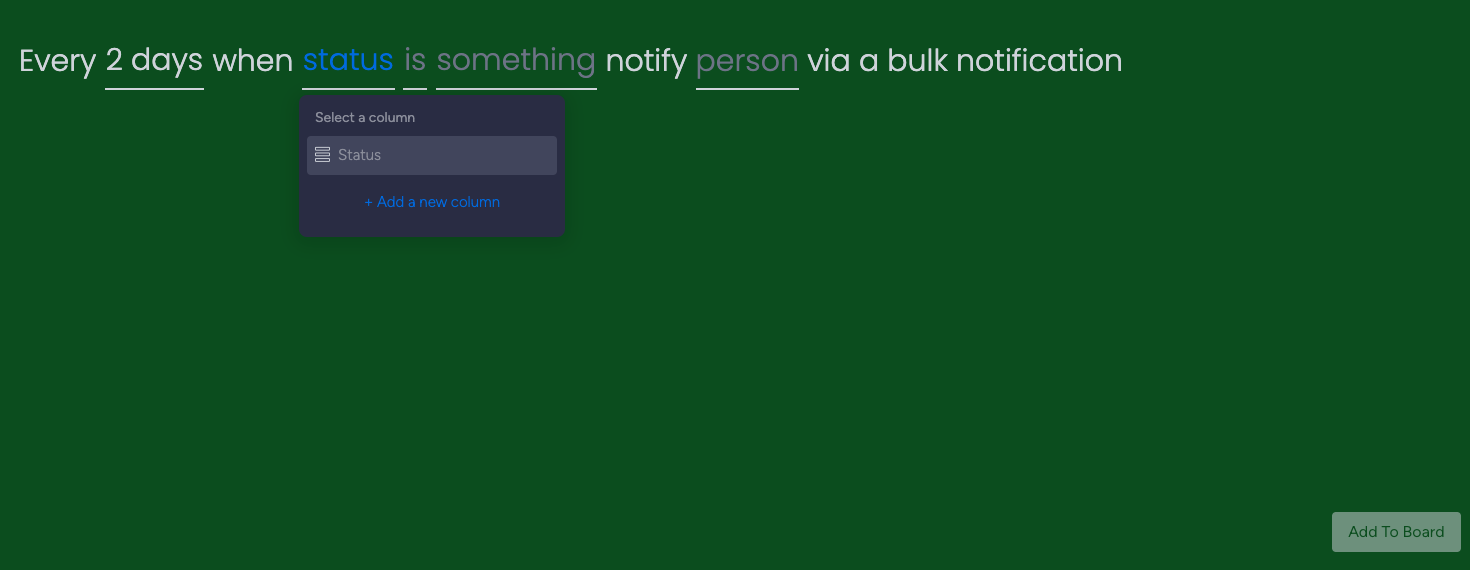 Every 2 days when status is something notify person via a bulk notification
Select a column
Status
+ Add a new column
Add To Board